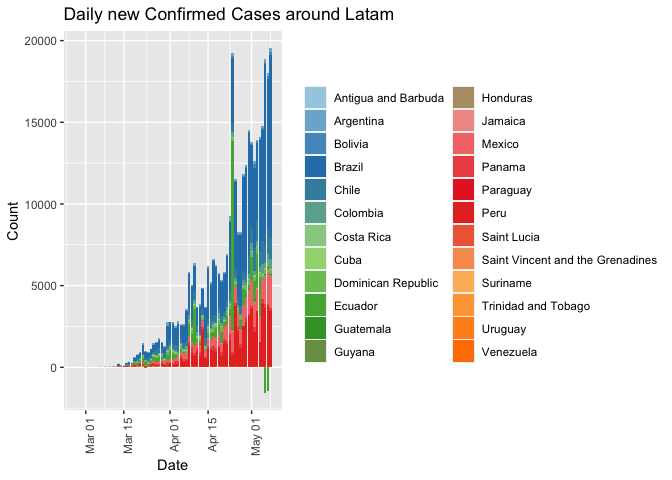 Daily new Confirmed Cases around Latam
20000
15000
10000
5000
0
Count
Mar 01
Mar 15
Apr 01
Apr 15
May 01
Date
Antigua and Barbuda
Argentina
Bolivia
Brazil
Chile
Colombia
Costa Rica
Cuba
Dominican Republic
Ecuador
Guatemala
Guyana
Honduras
Jamaica
Mexico
Panama
Paraguay
Peru
Saint Lucia
Saint Vincent and the Grenadines
Suriname
Trinidad and Tobago
Uruguay
Venezuela